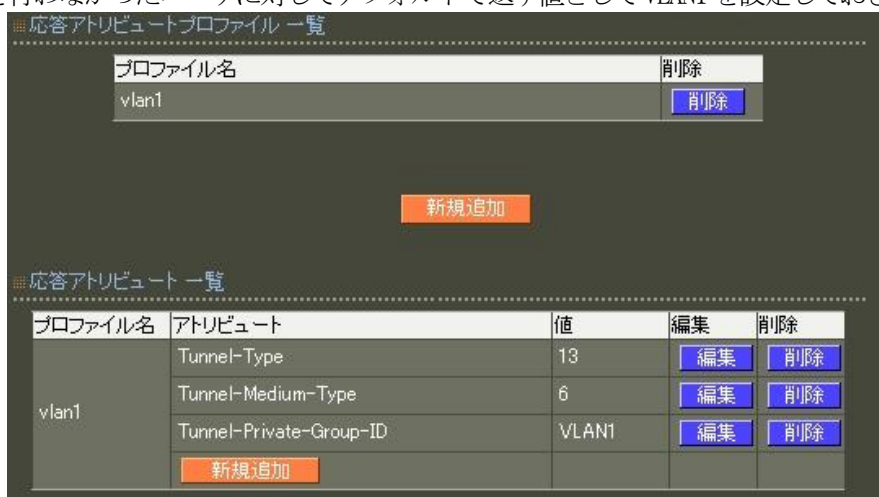 応答アトリビュートプロファイル 一覧
プロファイル名 削除
vlan1 削除
新規追加
応答アトリビュート 一覧
プロファイル名 アトリビュート 値 編集 削除
Tunnel-Type 13 編集 削除
Tunnel-Medium-Type 6 編集 削除
vlan1
Tunnel-Private-Group-ID VLAN1 編集 削除
新規追加